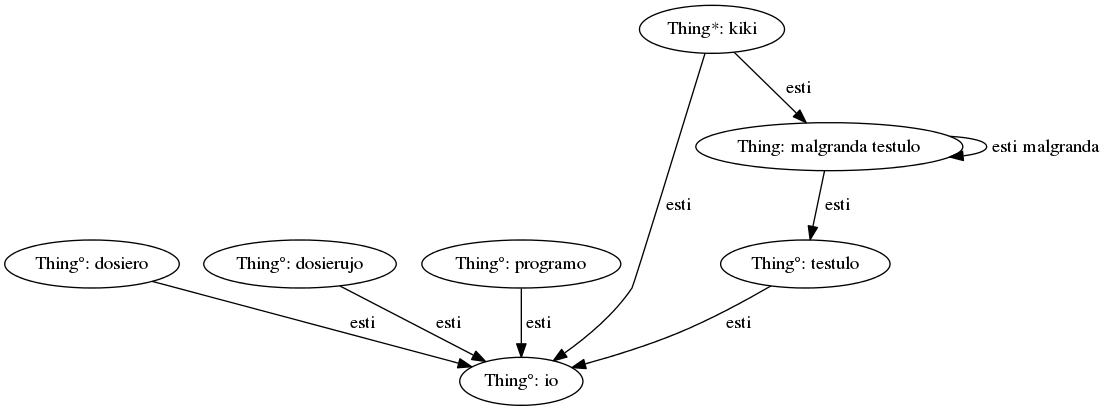 Thing*: kiki
esti
Thing: malgranda testulo
esti malgranda
esti
esti
Thing°: dosiero
Thing°: dosierujo
Thing°: programo
Thing°: testulo
esti
esti
esti
esti
Thing°: io